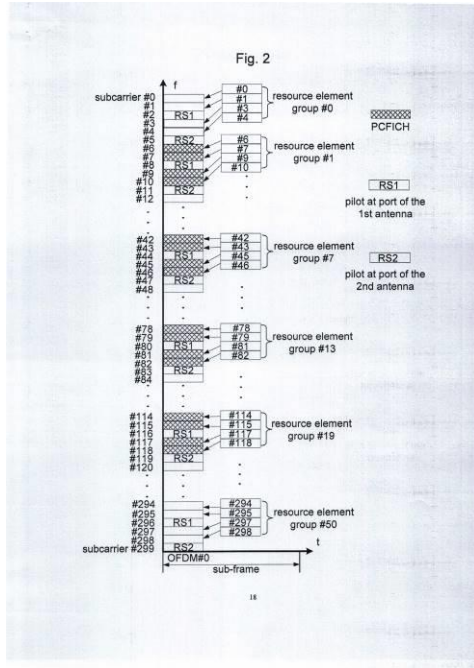 Fig. 2
f
subcarrier #0
#1
#2 RS1
#3
#4
#5 RS2
#6
#7
#8 RS1
#9
#10
#11 RS2
#12
#0
#1
#3
#4
resource element
group #0
#6
#7
#9
#10
resource element
group #1
PCFICH
RS1
pilot at port of the
1st antenna
RS2
pilot at port of the
2nd antenna
#42
#43
#44 RS1
#45
#46
#47 RS2
#48
#42
#43
#45
#46
resource element
group #7
#78
#79
#80 RS1
#81
#82
#83 RS2
#84
#78
#79
#81
#82
resource element
group #13
#114
#115
#116 RS1
#117
#118
#119 RS2
#120
#114
#115
#117
#118
resource element
group #19
#294
#295
#296 RS1
#297
#298
subcarrier #299 RS2
#294
#295
#297
#298
resource element
group #50
t
OFDM#0
sub-frame
18